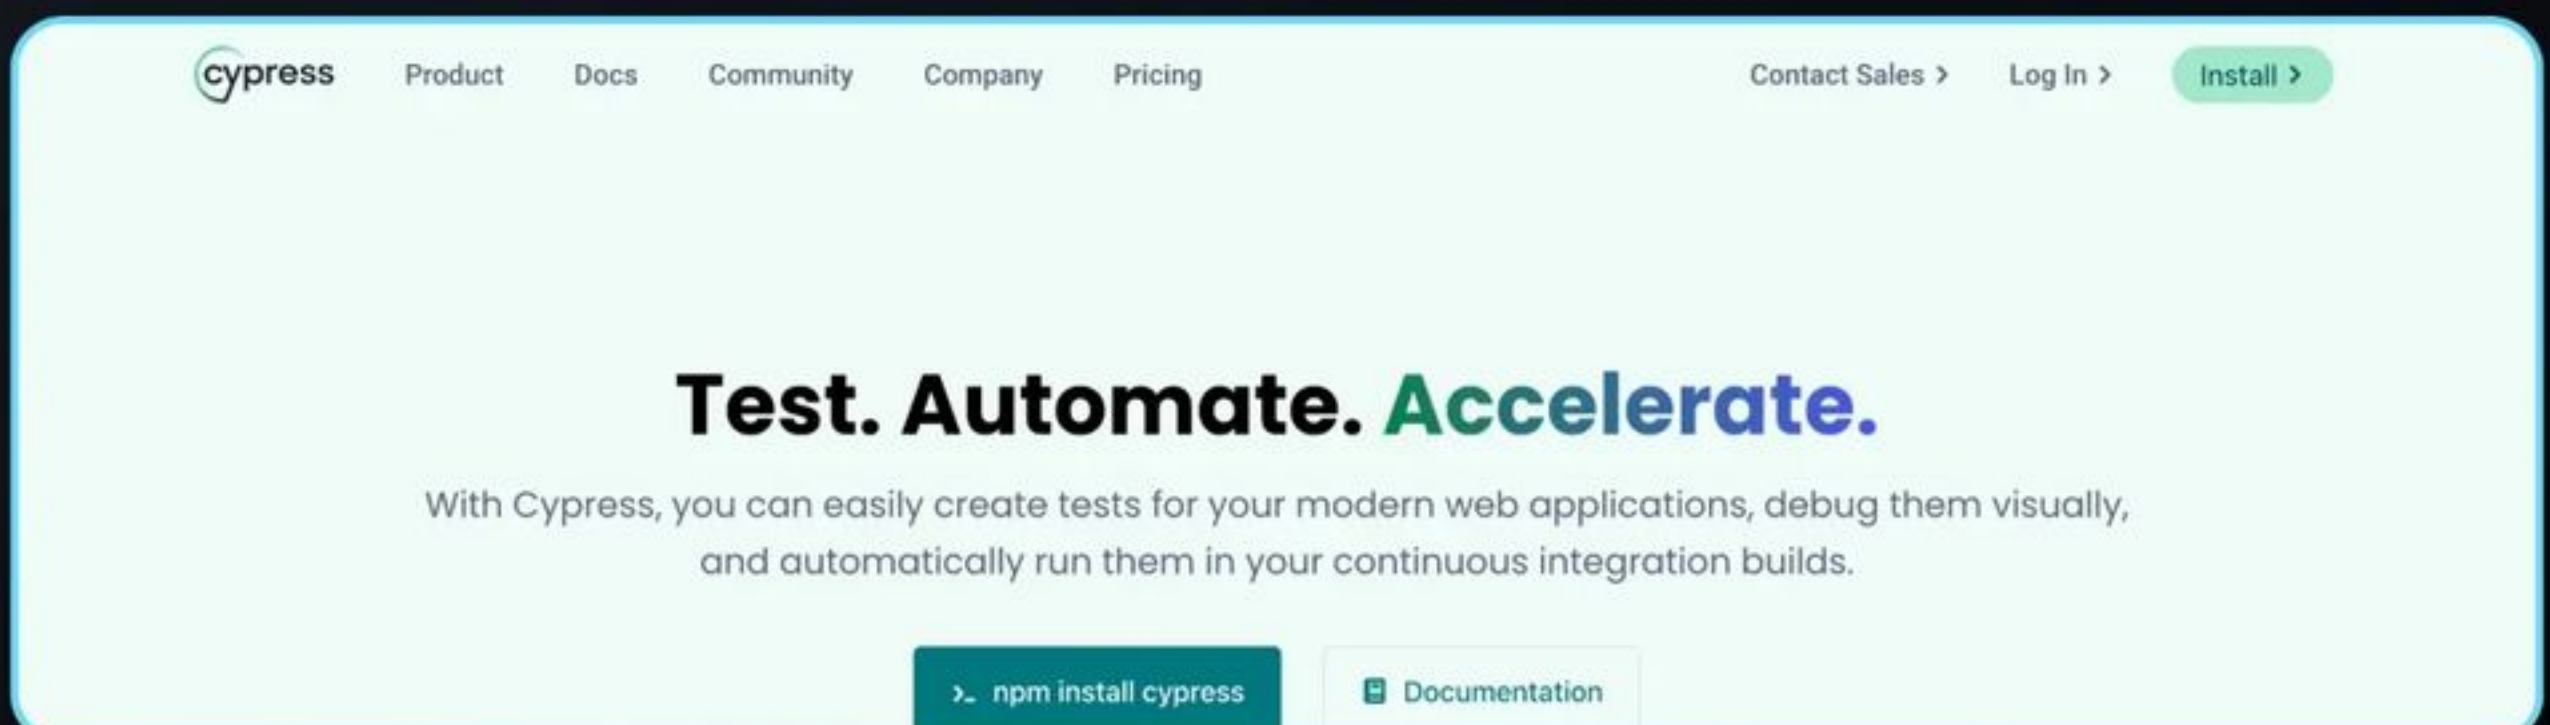 cypress Product Docs Community Company Pricing Contact Sales > Log In > Install >
Test. Automate. Accelerate.
With Cypress, you can easily create tests for your modern web applications, debug them visually,
and automatically run them in your continuous integration builds.
>_ npm install cypress Documentation